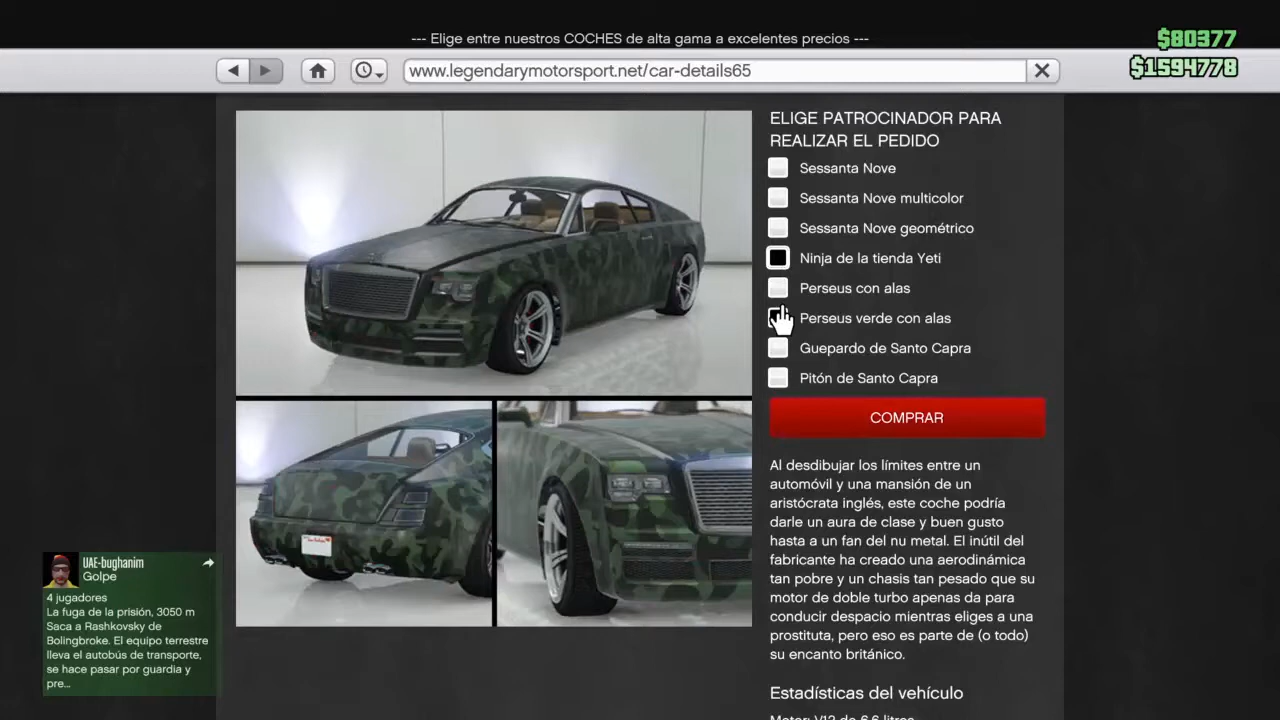 --- Elige entre nuestros COCHES de alta gama a excelentes precios ---
$80377
$1594778
www.legendarymotorsport.net/car-details65
ELIGE PATROCINADOR PARA
REALIZAR EL PEDIDO
Sessanta Nove
Sessanta Nove multicolor
Sessanta Nove geométrico
Ninja de la tienda Yeti
Perseus con alas
Perseus verde con alas
Guepardo de Santo Capra
Pitón de Santo Capra
COMPRAR
Al desdibujar los límites entre un
automóvil y una mansión de un
aristócrata inglés, este coche podría
darle un aura de clase y buen gusto
hasta a un fan del nu metal. El inútil del
fabricante ha creado una aerodinámica
tan pobre y un chasis tan pesado que su
motor de doble turbo apenas da para
conducir despacio mientras eliges a una
prostituta, pero eso es parte de (o todo)
su encanto británico.
Estadísticas del vehículo
Motor: V12 de 6.6 litros
UAE-bughanim
Golpe
4 jugadores
La fuga de la prisión, 3050 m
Saca a Rashkovsky de
Bolingbroke. El equipo terrestre
lleva el autobús de transporte,
se hace pasar por guardia y
pre...